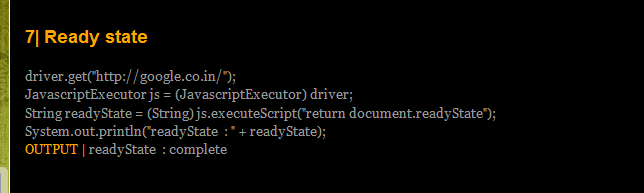 7| Ready state
driver.get("http://google.co.in/");
JavascriptExecutor js = (JavascriptExecutor) driver;
String readyState = (String) js.executeScript("return document.readyState");
System.out.println("readyState  : " + readyState);
OUTPUT | readyState  : complete